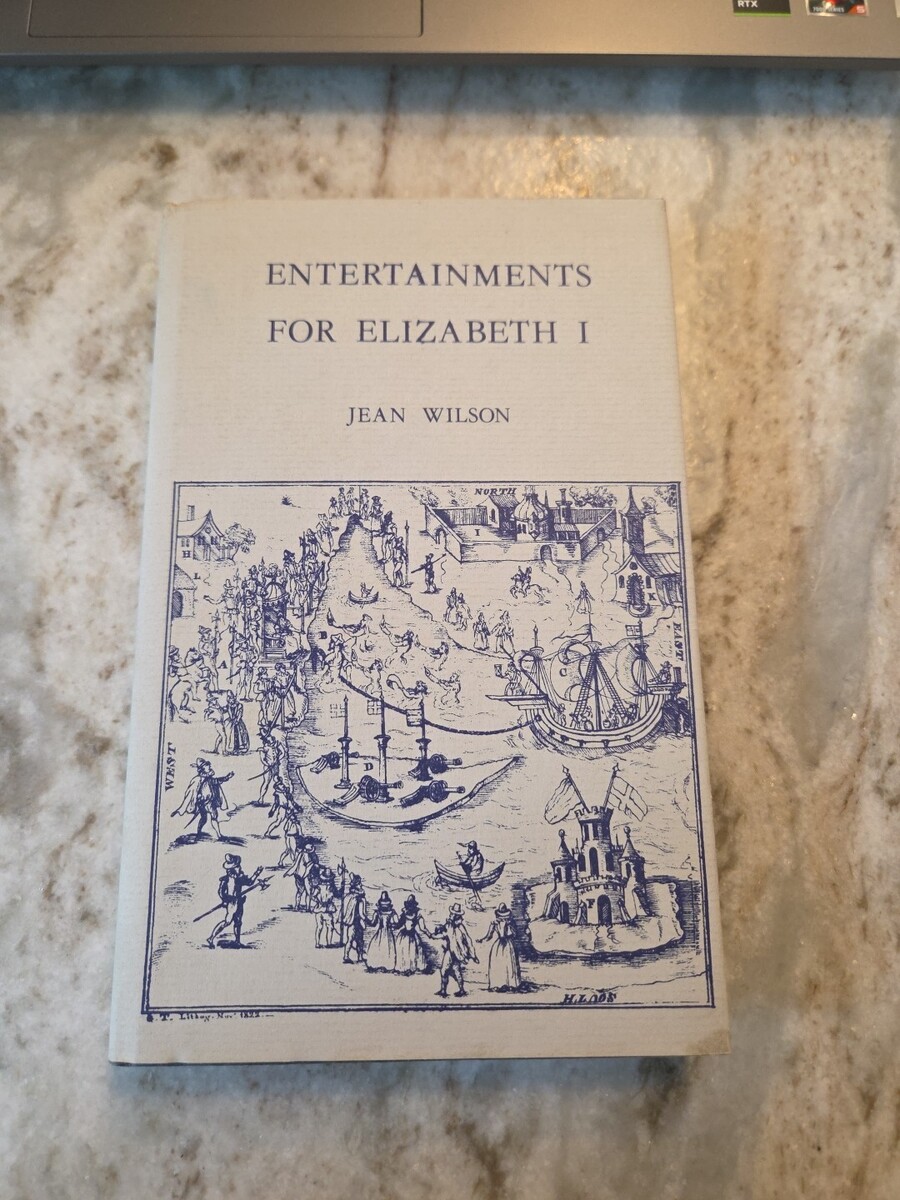 RTX
ENTERTAINMENTS
FOR ELIZABETH I
JEAN WILSON
NORTH
I
H
K
EAST
B
A
C
WEST
D
F